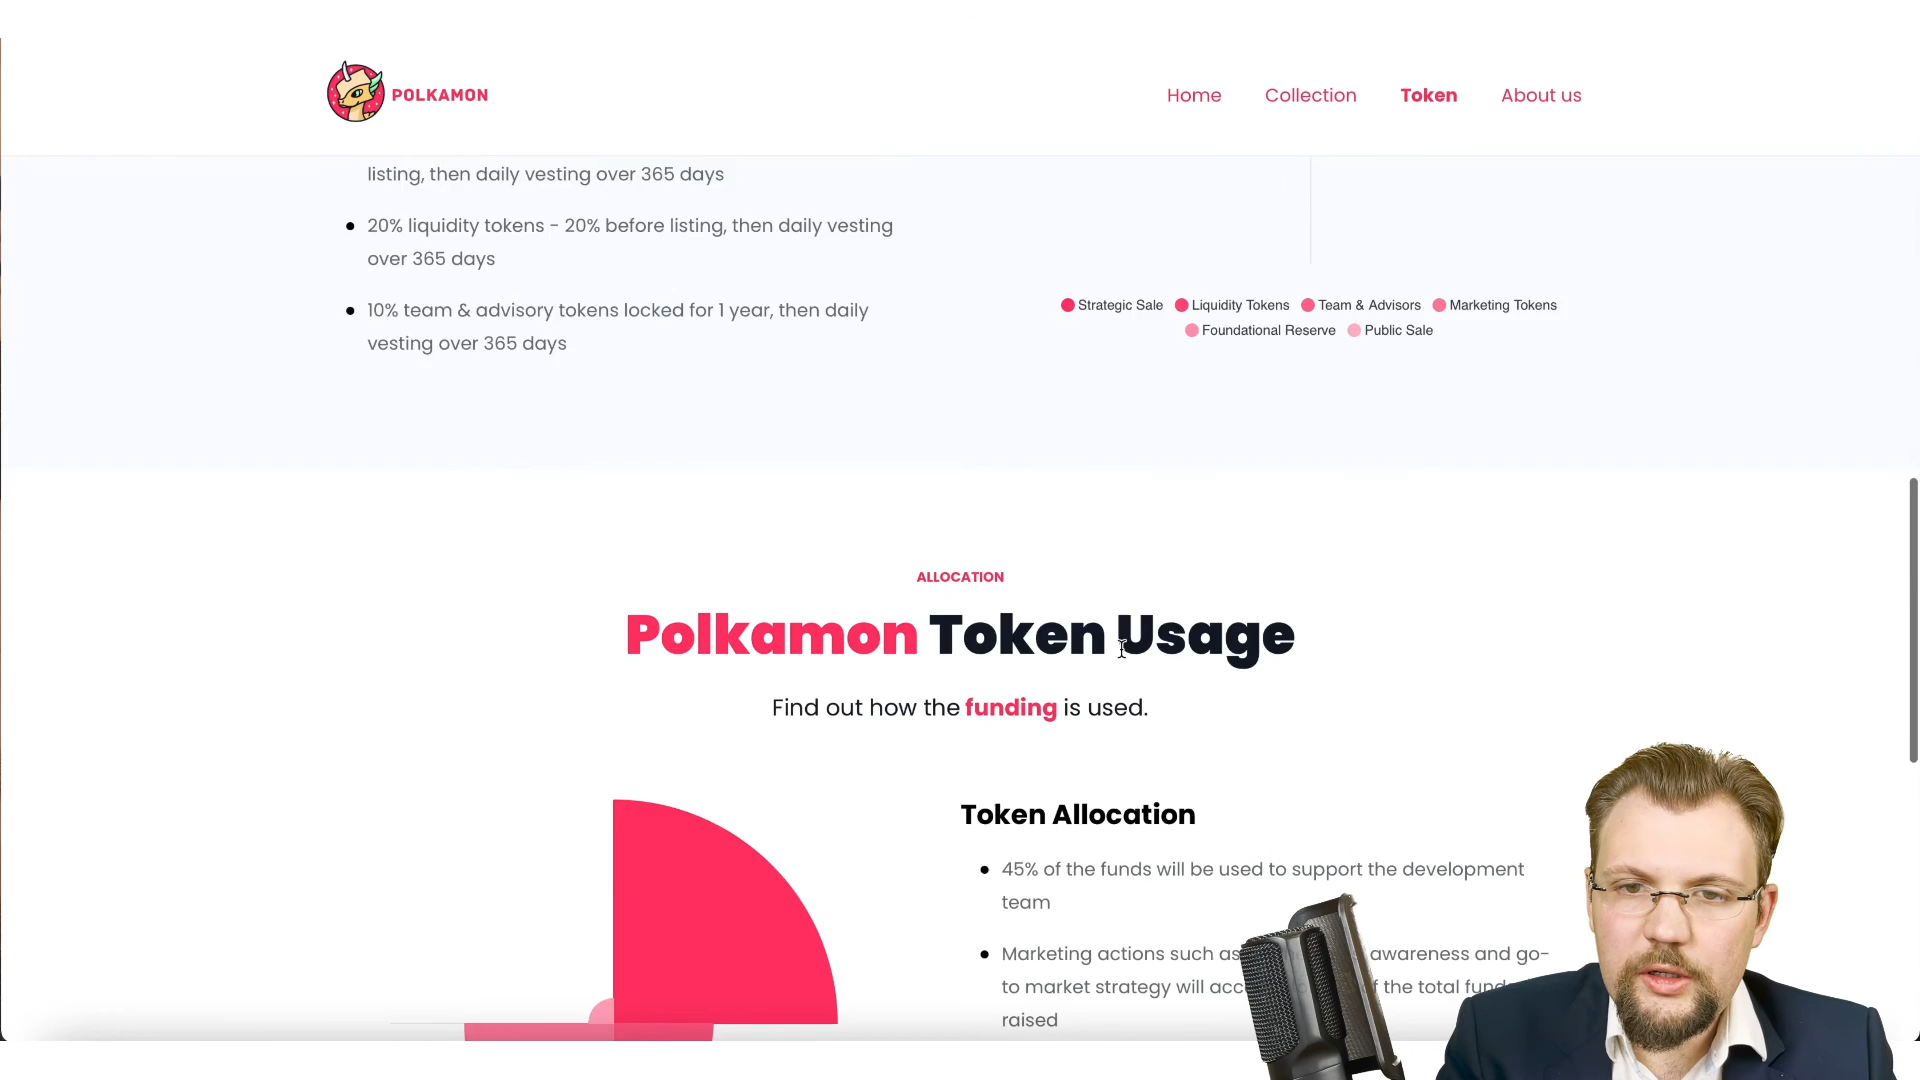 POLKAMON
Home Collection Token About us
listing, then daily vesting over 365 days
20% liquidity tokens - 20% before listing, then daily vesting
over 365 days
10% team & advisory tokens locked for 1 year, then daily
vesting over 365 days
Strategic Sale Liquidity Tokens Team & Advisors Marketing Tokens
Foundational Reserve Public Sale
ALLOCATION
Polkamon Token Usage
Find out how the funding is used.
Token Allocation
45% of the funds will be used to support the development
team
Marketing actions such as awareness and go-
to market strategy will the total
raised